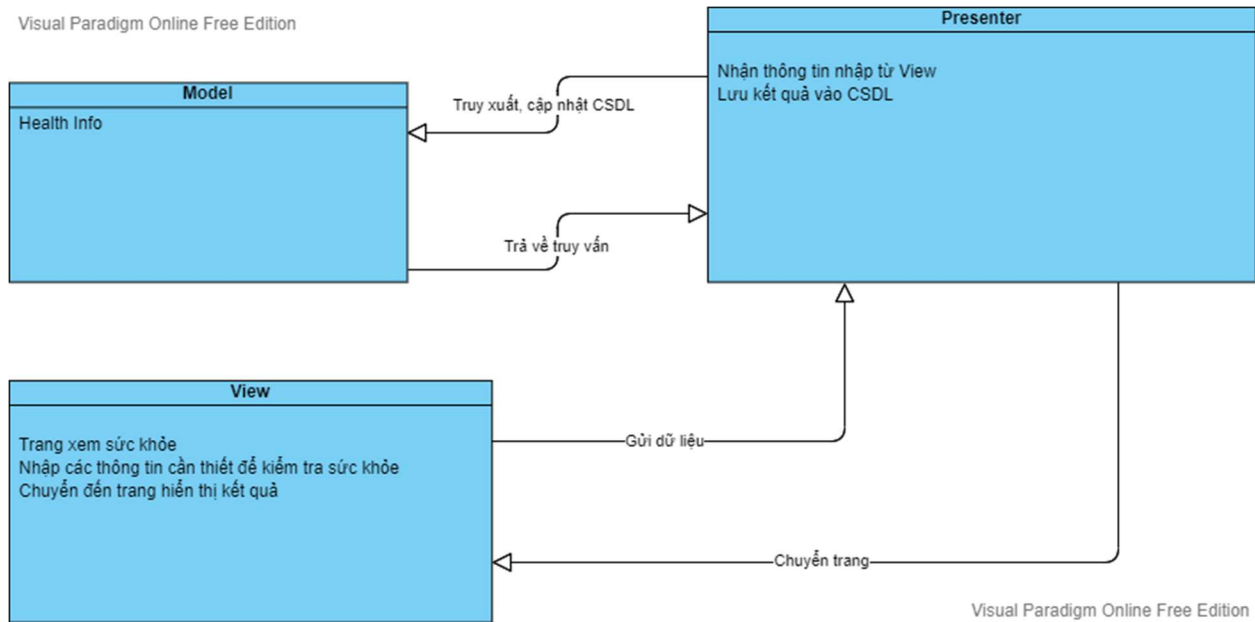 Visual Paradigm Online Free Edition
Presenter
Nhận thông tin nhập từ View
Lưu kết quả vào CSDL
Model
Health Info
Truy xuất, cập nhật CSDL
Trả về truy vấn
View
Trang xem sức khỏe
Nhập các thông tin cần thiết để kiểm tra sức khỏe
Chuyển đến trang hiển thị kết quả
Gửi dữ liệu
Chuyển trang
Visual Paradigm Online Free Edition